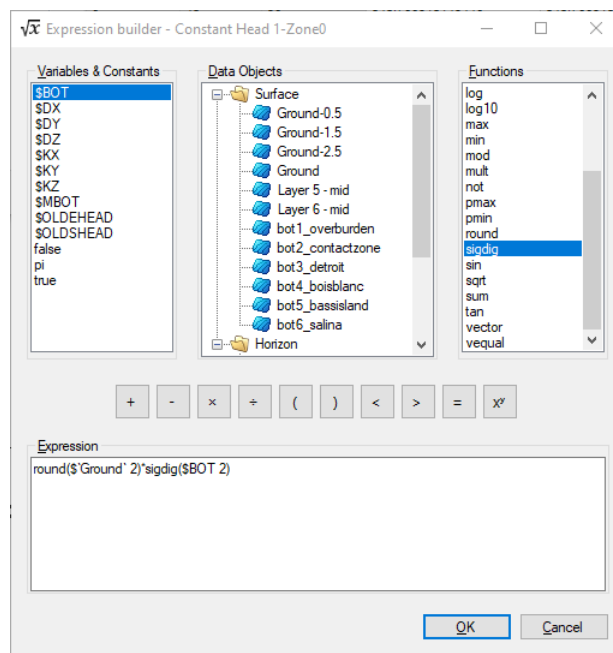 √x Expression builder - Constant Head 1-Zone0
Variables & Constants
$BOT
$DX
$DY
$DZ
$KX
$KY
$KZ
$MBOT
$OLDEHEAD
$OLDSHEAD
false
pi
true
Data Objects
Surface
Ground-0.5
Ground-1.5
Ground-2.5
Ground
Layer 5 - mid
Layer 6 - mid
bot1_overburden
bot2_contactzone
bot3_detroit
bot4_boisblanc
bot5_bassisland
bot6_salina
Horizon
Functions
log
log10
max
min
mod
mult
not
pmax
pmin
round
sigdig
sin
sqrt
sum
tan
vector
vequal
+ - × ÷ ( ) < > = xʸ
Expression
round($`Ground` 2)*sigdig($BOT 2)
OK Cancel